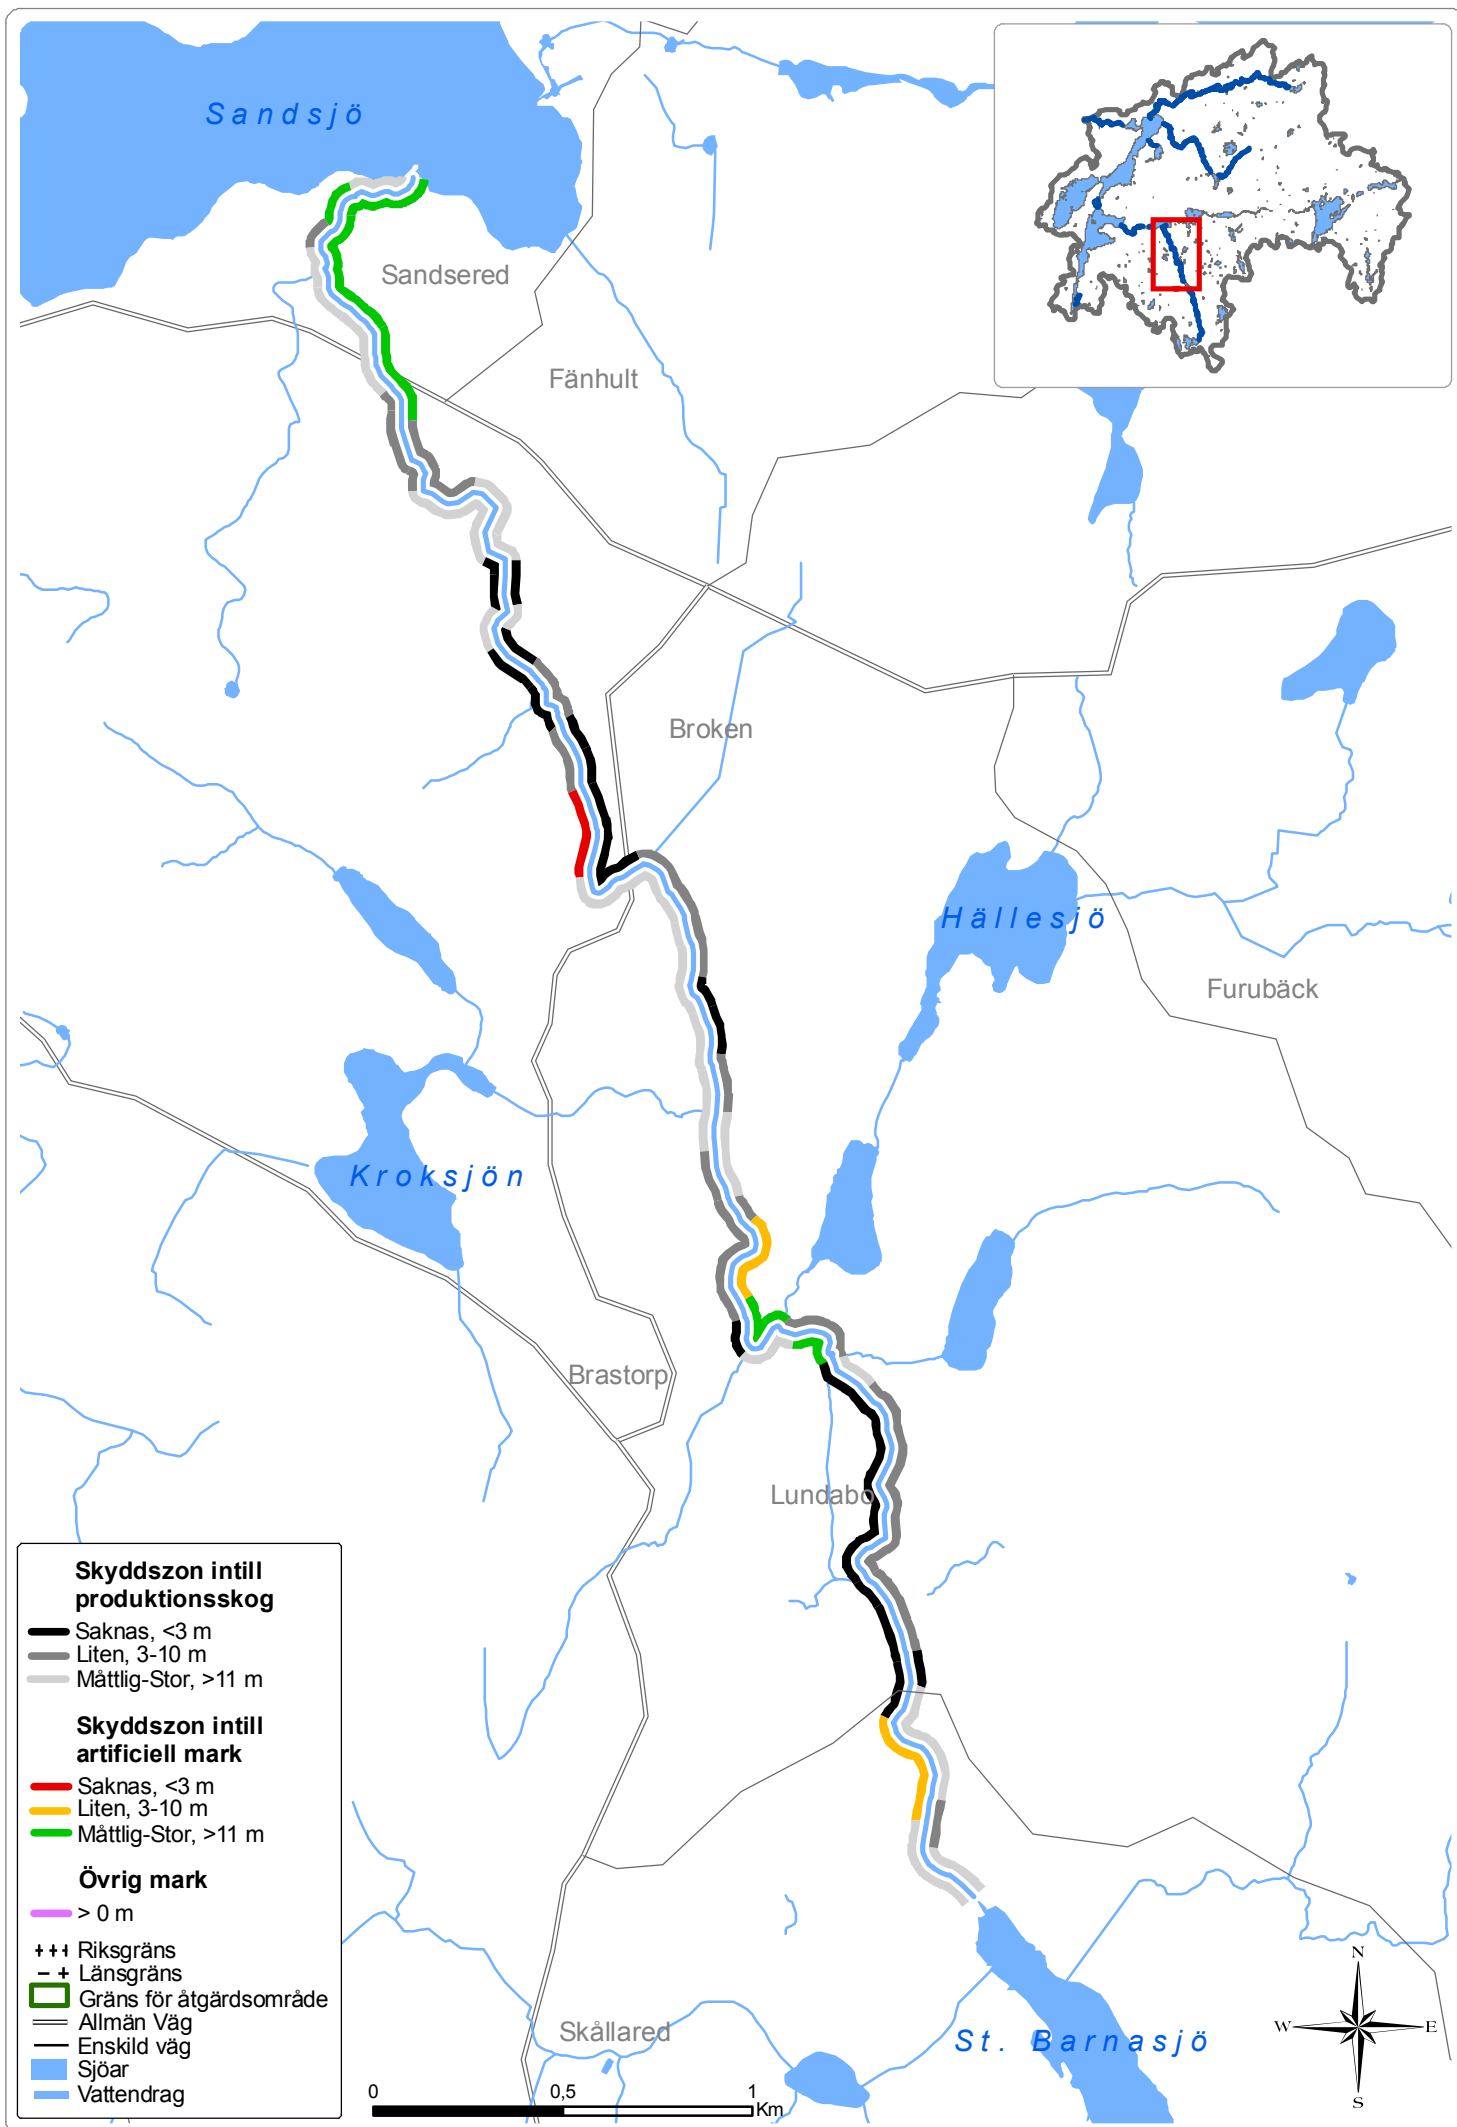 Sandsjö
Sandsered
Fänhult
Broken
Hällesjö
Furubäck
Kroksjön
Brastorp
Lundabo
Skyddszon intill
produktionsskog
Saknas, <3 m
Liten, 3-10 m
Måttlig-Stor, >11 m
Skyddszon intill
artificiell mark
Saknas, <3 m
Liten, 3-10 m
Måttlig-Stor, >11 m
Övrig mark
> 0 m
Riksgräns
Länsgräns
Gräns för åtgärdsområde
Allmän Väg
Enskild väg
Sjöar
Vattendrag
Skållared
St. Barnasjö
N
W E
S
0 0,5 1
Km